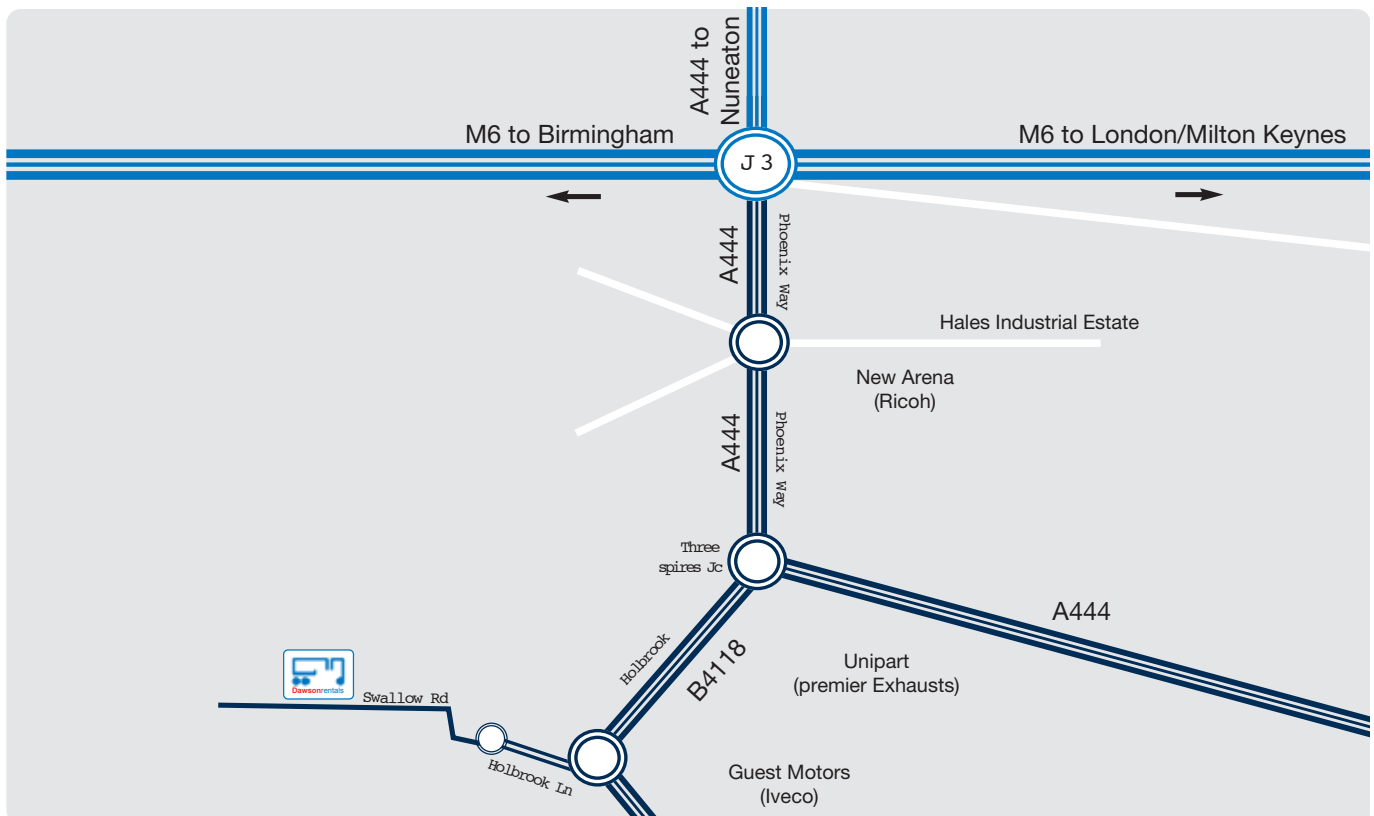 A444 to
Nuneaton
M6 to Birmingham
M6 to London/Milton Keynes
J 3
A444
Phoenix Way
Hales Industrial Estate
New Arena
(Ricoh)
A444
Phoenix Way
Three
spires Jc
A444
Holbrook
B4118
Unipart
(premier Exhausts)
Dawsonrentals
Swallow Rd
Holbrook Ln
Guest Motors
(Iveco)